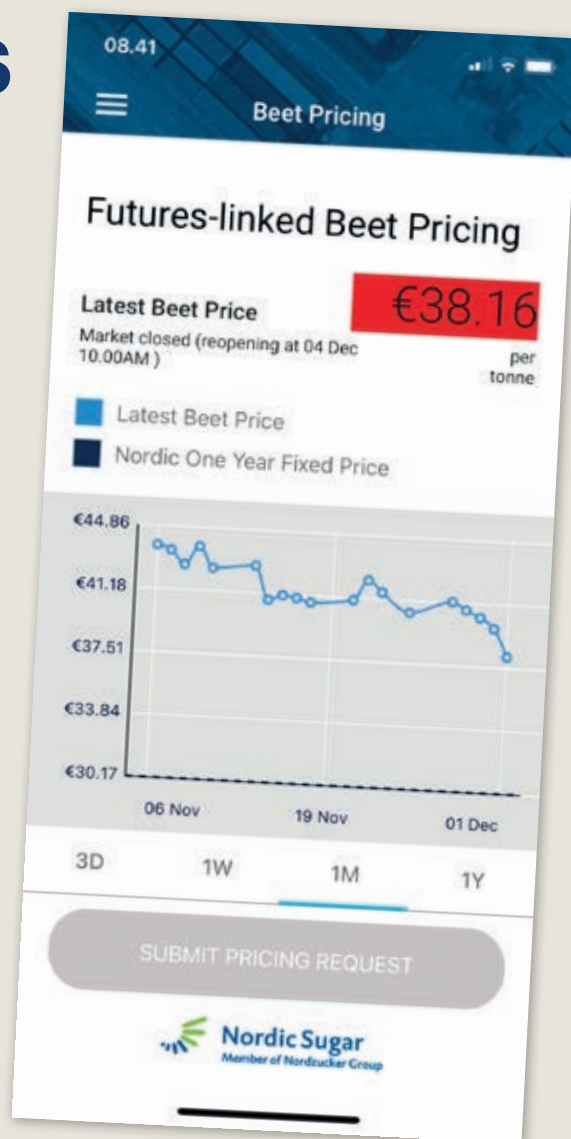 s
08.41
Beet Pricing
Futures-linked Beet Pricing
Latest Beet Price
€38.16
Market closed (reopening at 04 Dec
10.00AM )
per
tonne
Latest Beet Price
Nordic One Year Fixed Price
€44.86
€41.18
€37.51
€33.84
€30.17
06 Nov
19 Nov
01 Dec
3D
1W
1M
1Y
SUBMIT PRICING REQUEST
Nordic Sugar
Member of Nordzucker Group